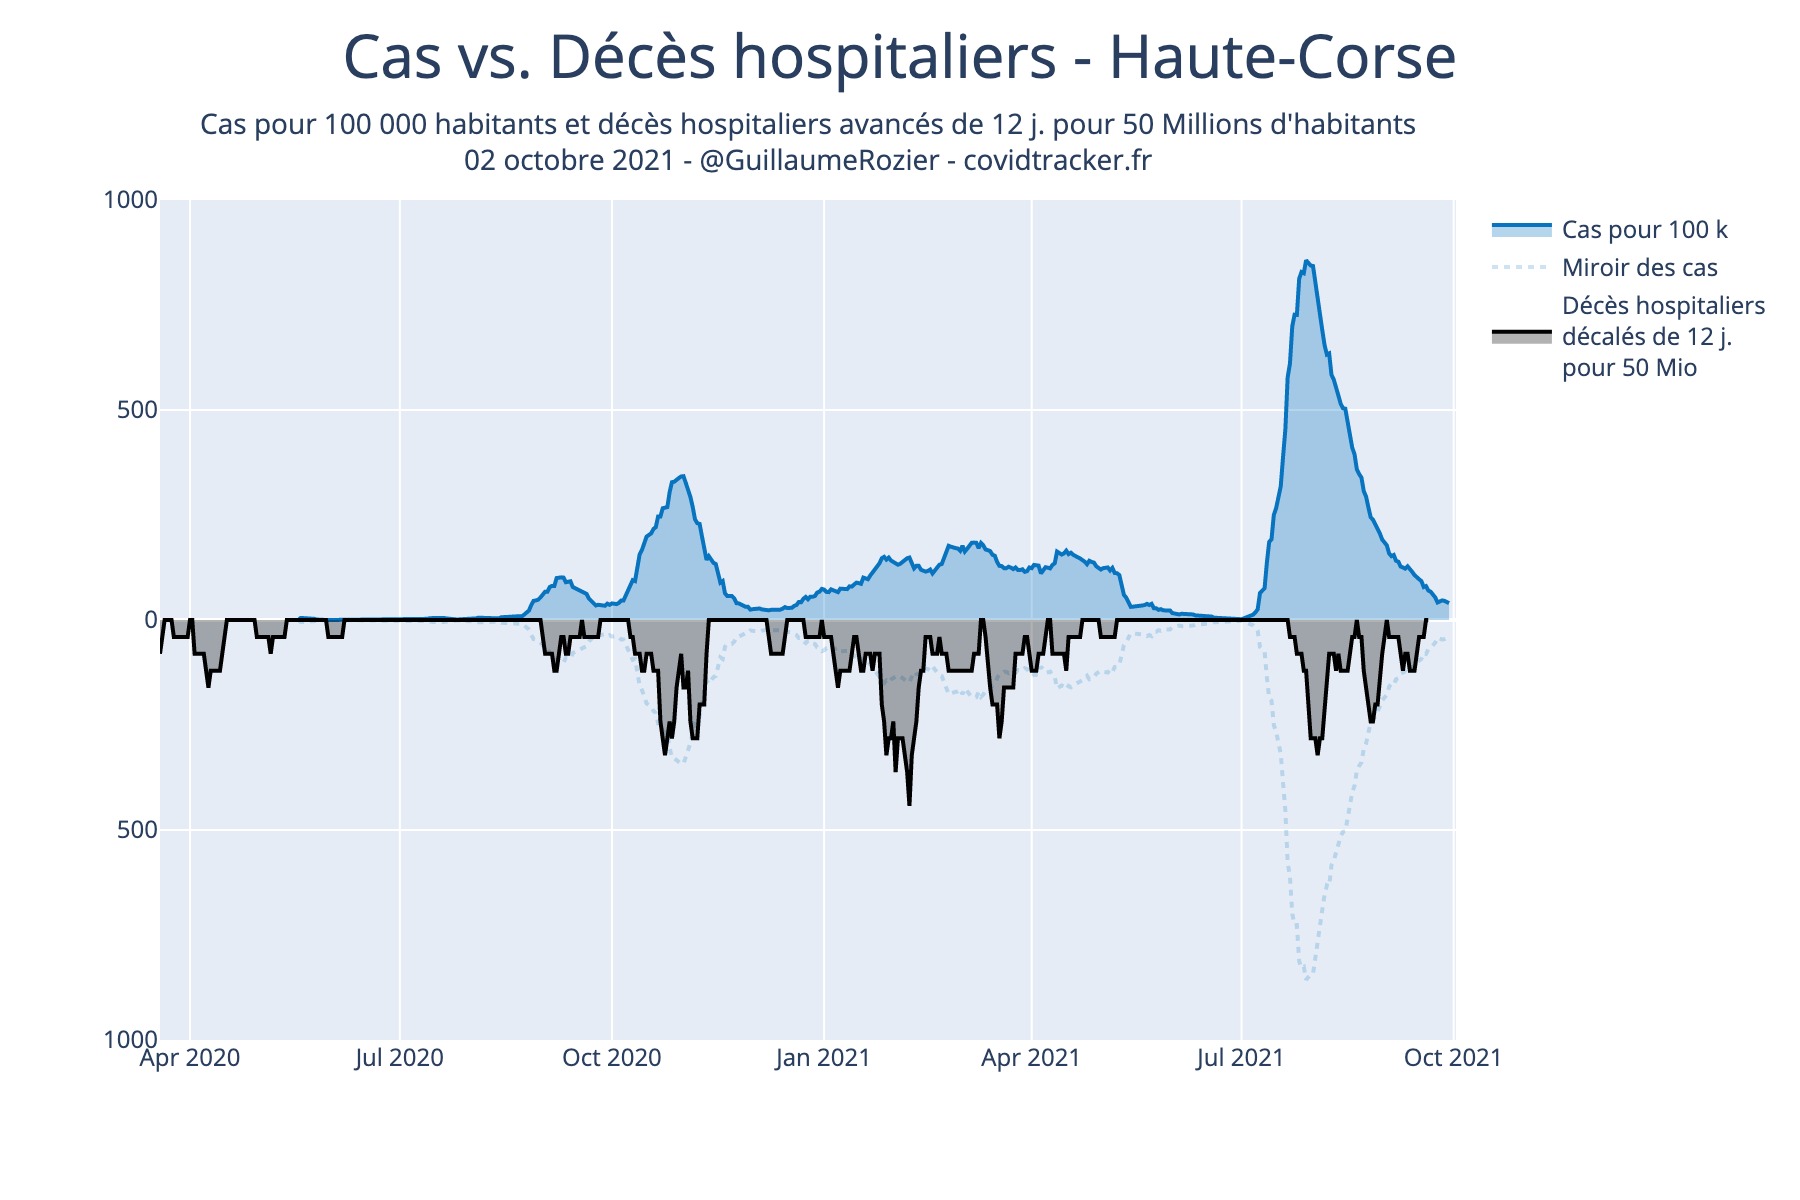 Cas vs. Décès hospitaliers - Haute-Corse
Cas pour 100 000 habitants et décès hospitaliers avancés de 12 j. pour 50 Millions d'habitants
02 octobre 2021 - @GuillaumeRozier - covidtracker.fr
1000
500
0
500
1000
Apr 2020
Jul 2020
Oct 2020
Jan 2021
Apr 2021
Jul 2021
Oct 2021
Cas pour 100 k
Miroir des cas
Décès hospitaliers
décalés de 12 j.
pour 50 Mio